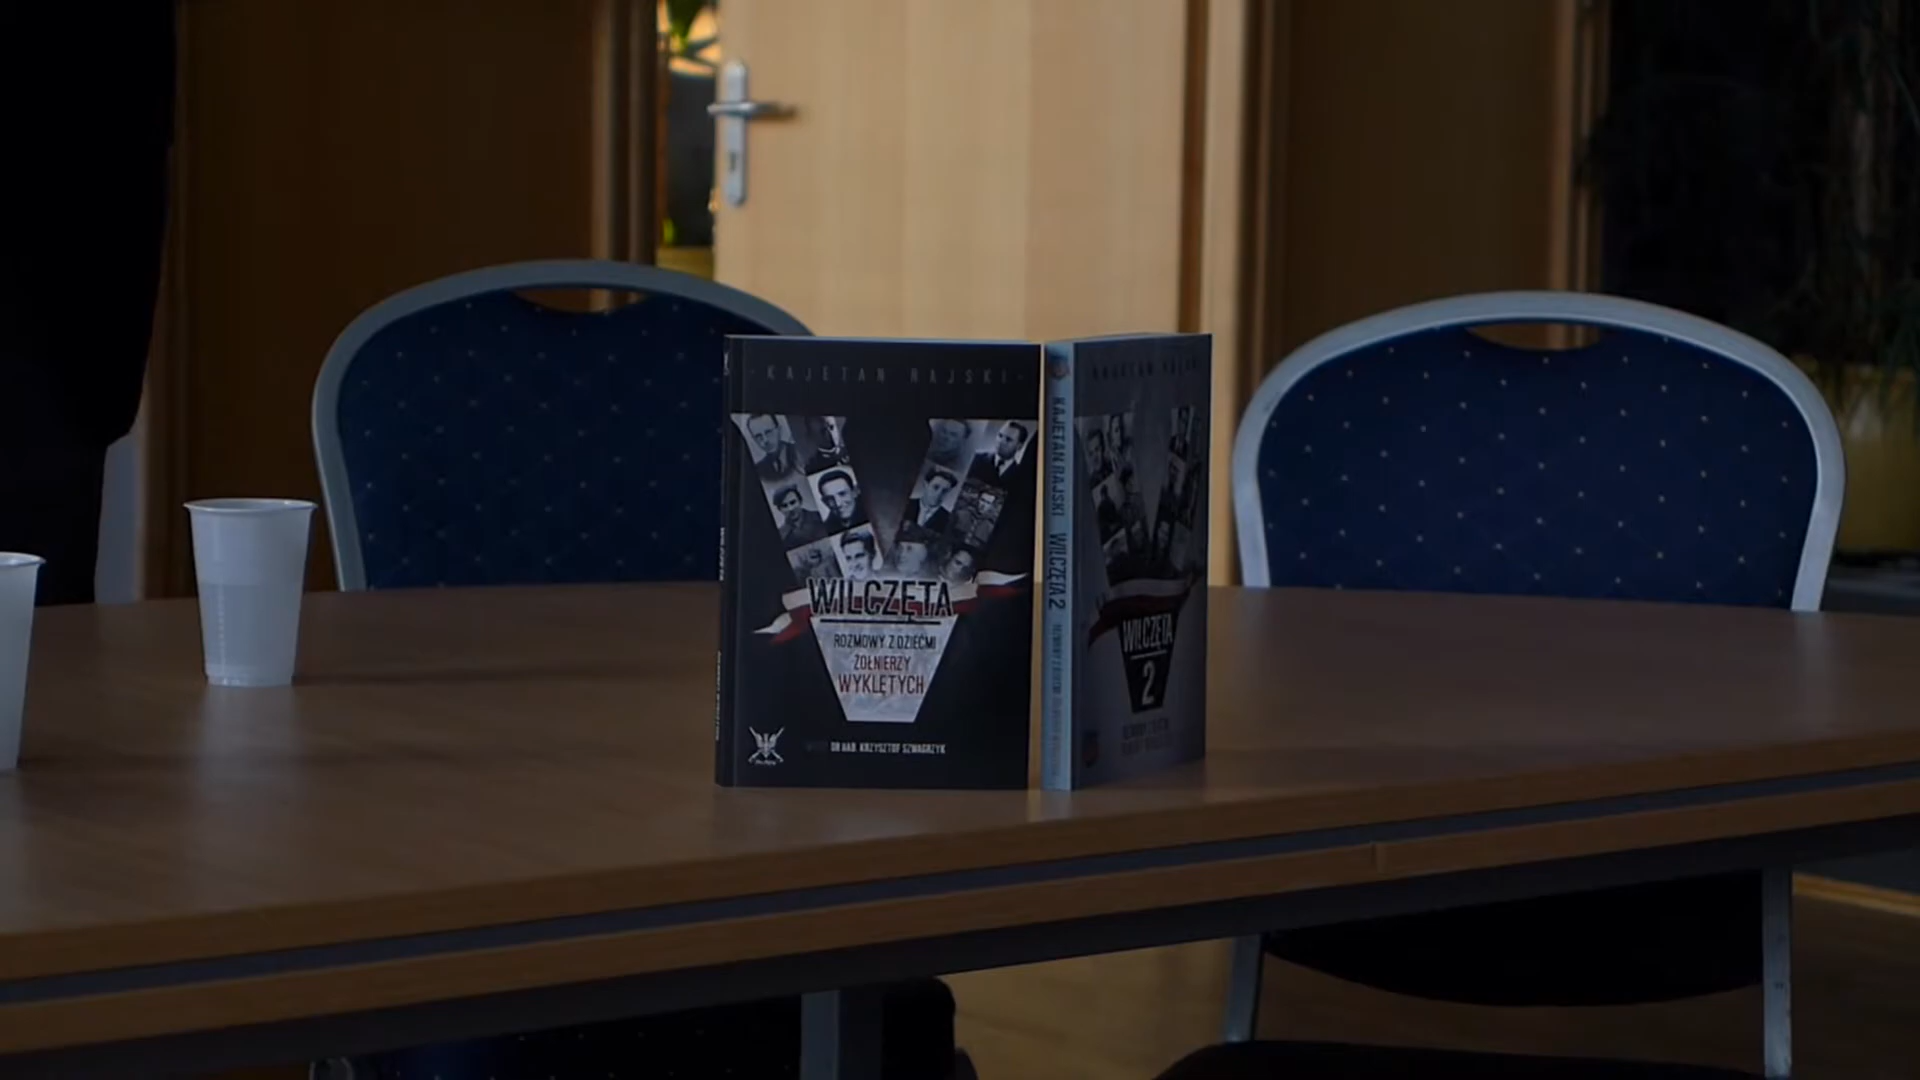 KAJETAN RAJSKI
WILCZĘTA
ROZMOWY Z DZIEĆMI
ŻOŁNIERZY
WYKLĘTYCH
DR HAB. KRZYSZTOF SZWAGRZYK
KAJETAN RAJSKI WILCZĘTA 2
WILCZĘTA
2